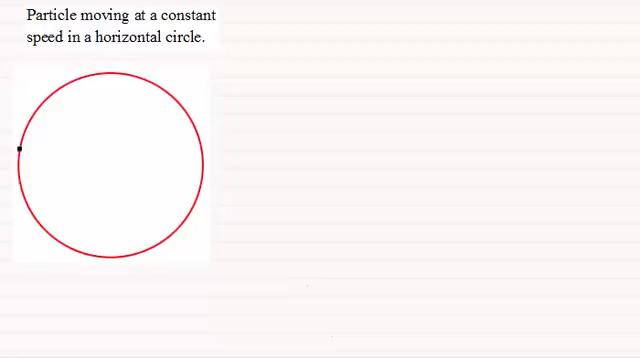 Particle moving at a constant
speed in a horizontal circle.